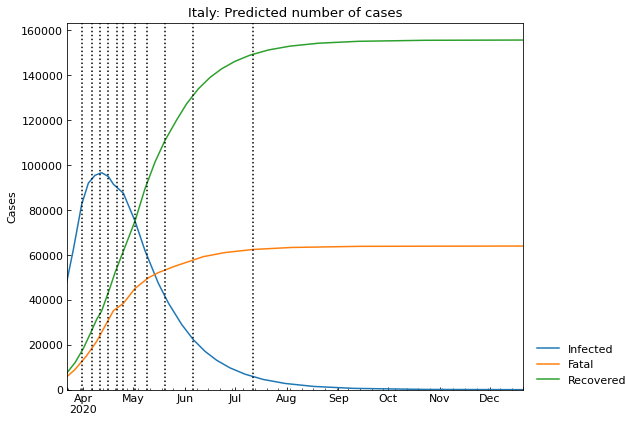 Italy: Predicted number of cases
160000
140000
120000
100000
80000
60000
40000
20000
0
Cases
Apr May Jun Jul Aug Sep Oct Nov Dec
2020
Infected
Fatal
Recovered